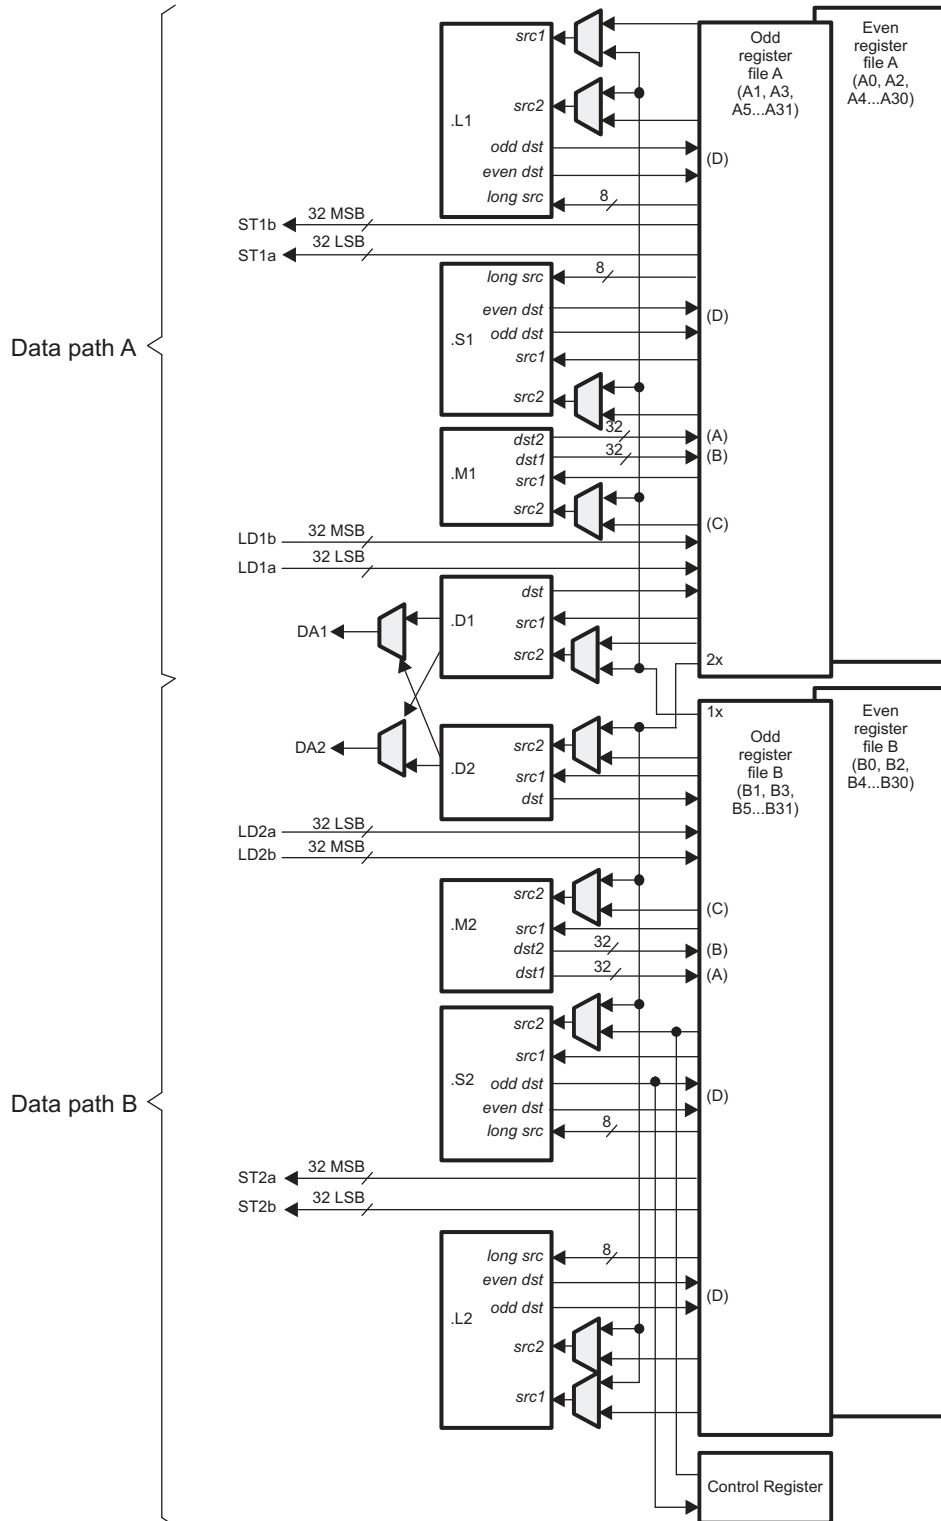 src1
Odd
register
file A
(A1, A3,
A5...A31)
Even
register
file A
(A0, A2,
A4...A30)
src2
.L1
odd dst
(D)
even dst
long src
8
ST1b
32 MSB
ST1a
32 LSB
long src
8
even dst
(D)
odd dst
.S1
src1
Data path A
src2
32
dst2
(A)
32
dst1
(B)
.M1
src1
src2
(C)
LD1b
32 MSB
LD1a
32 LSB
dst
.D1
src1
DA1
src2
2x
1x
Odd
register
file B
(B1, B3,
B5...B31)
Even
register
file B
(B0, B2,
B4...B30)
DA2
src2
.D2
src1
dst
LD2a
32 LSB
LD2b
32 MSB
src2
(C)
.M2
src1
dst2
32
(B)
dst1
32
(A)
src2
src1
.S2
odd dst
(D)
even dst
Data path B
long src
8
ST2a
32 MSB
ST2b
32 LSB
long src
8
even dst
(D)
odd dst
.L2
src2
src1
Control Register